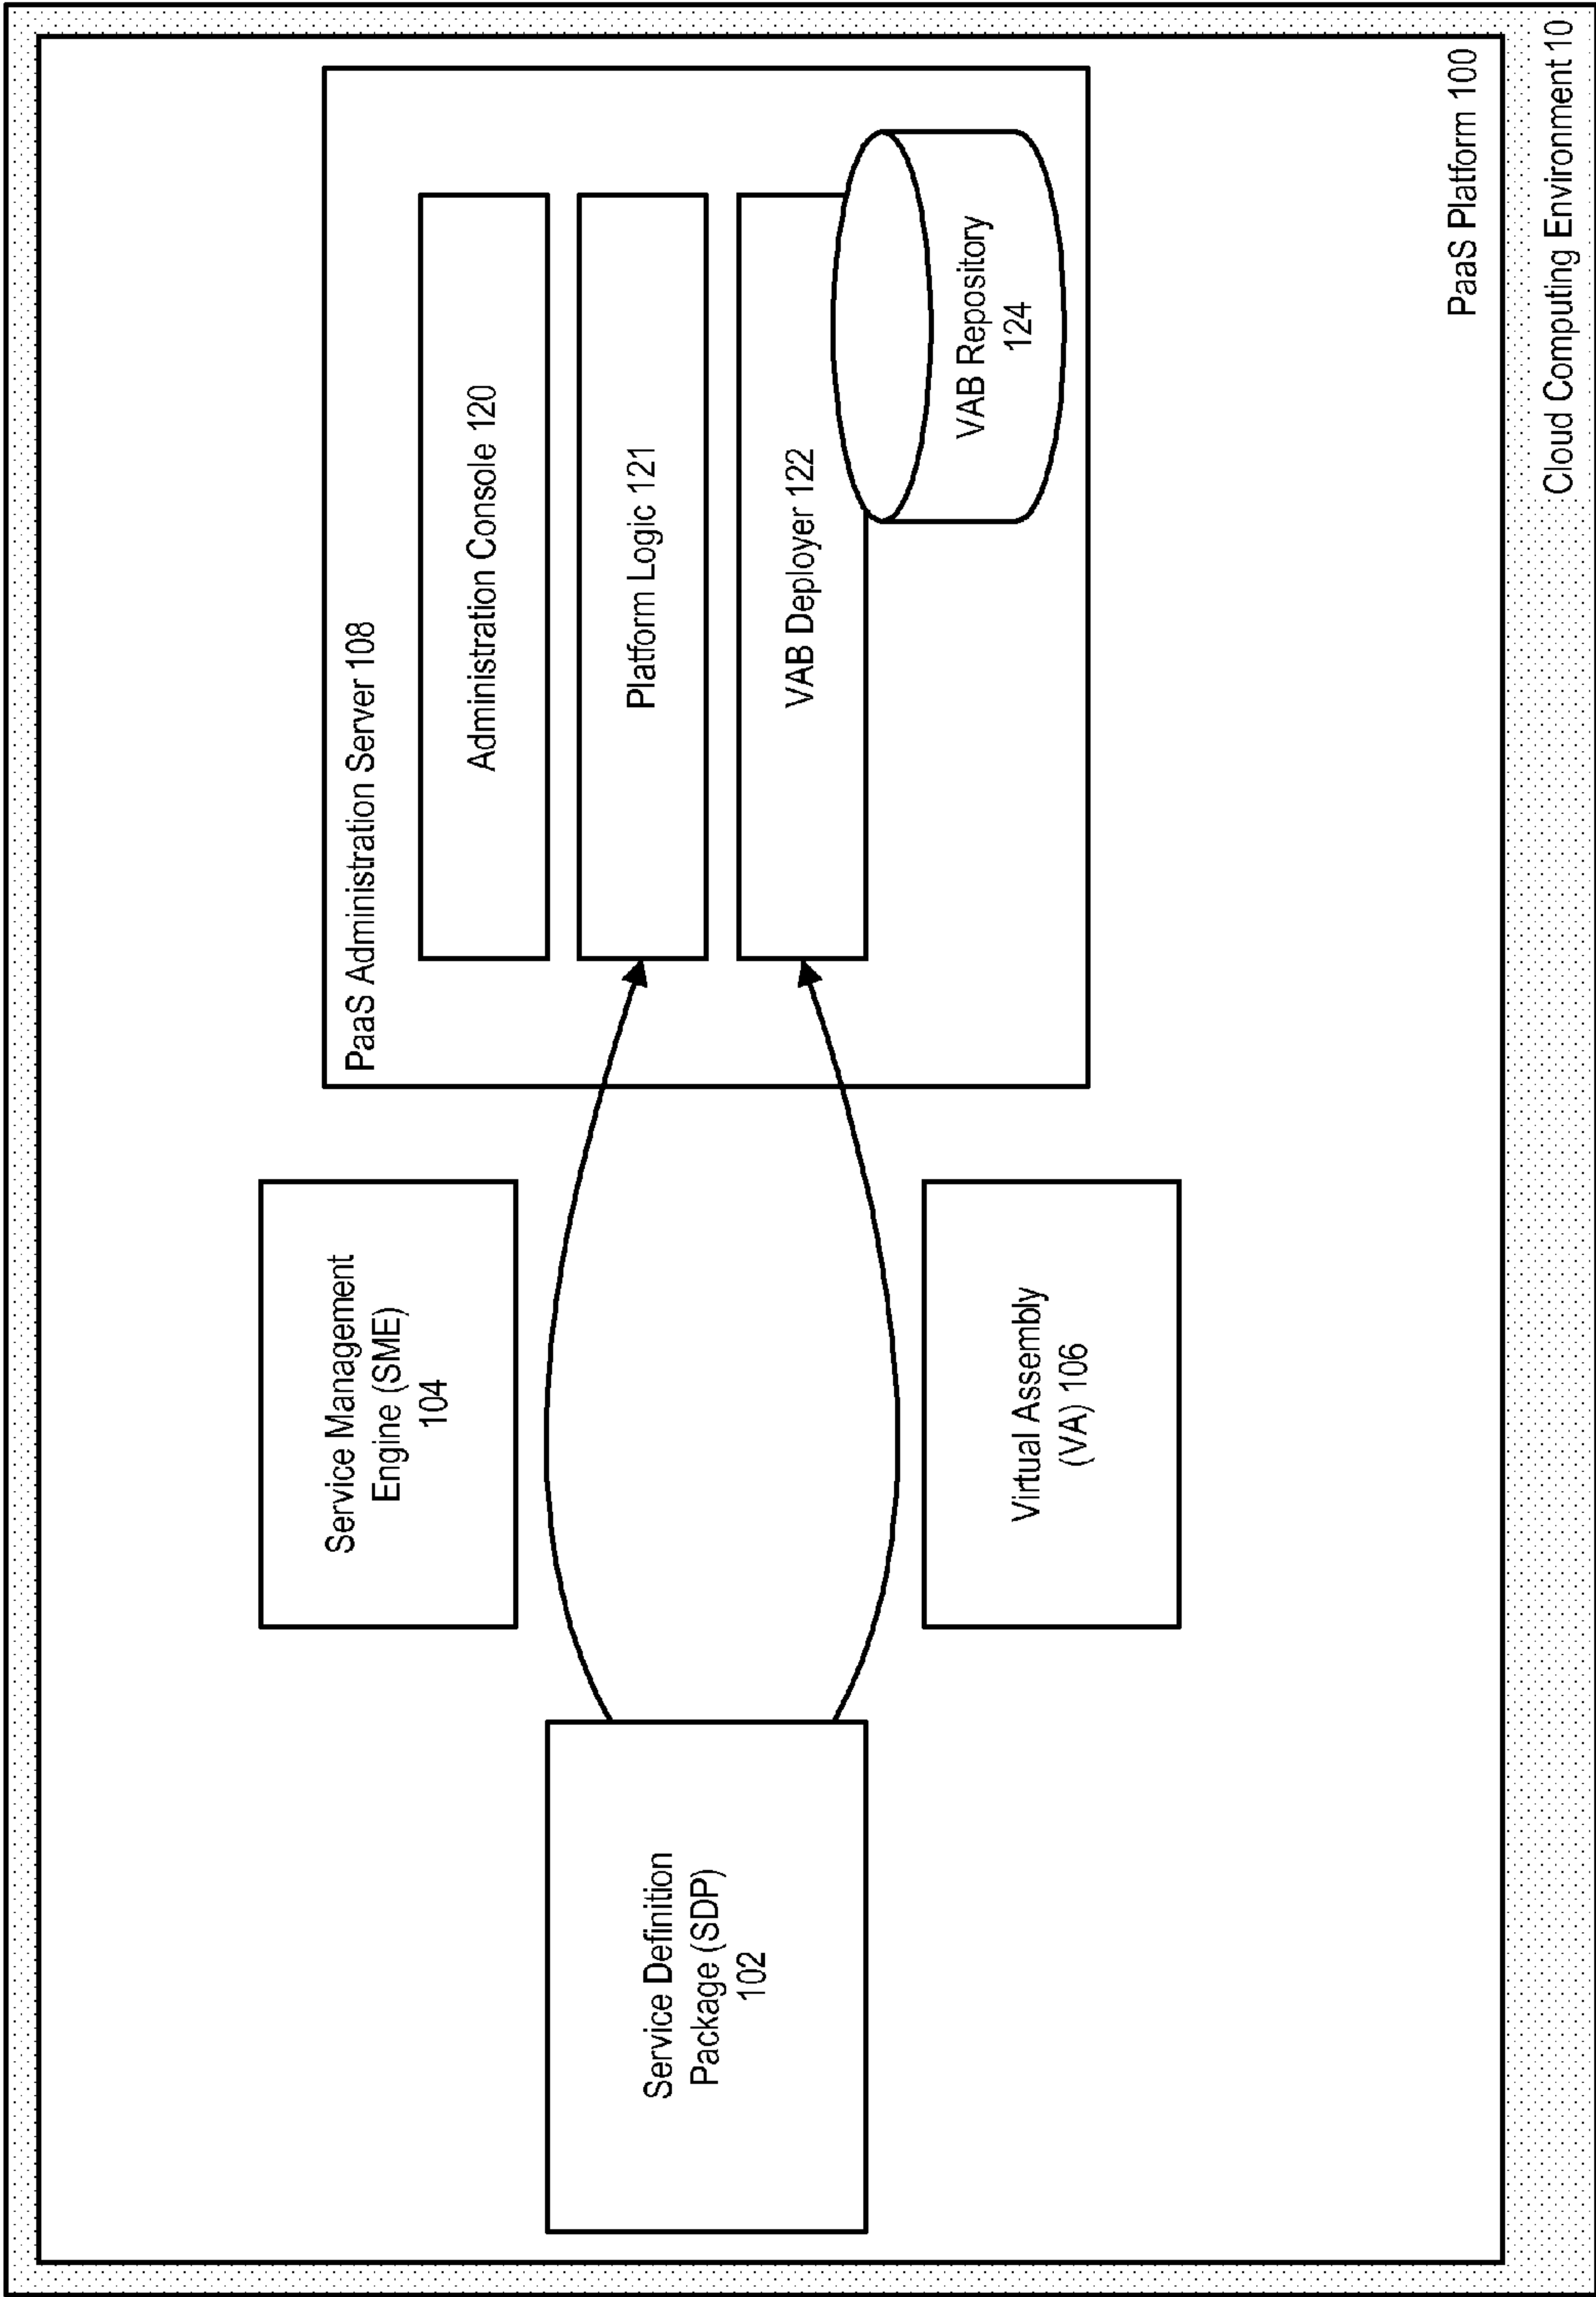 Service Definition
Package (SDP)
102
Service Management
Engine (SME)
104
Virtual Assembly
(VA) 106
PaaS Administration Server 108
Administration Console 120
Platform Logic 121
VAB Deployer 122
VAB Repository
124
PaaS Platform 100
Cloud Computing Environment 10